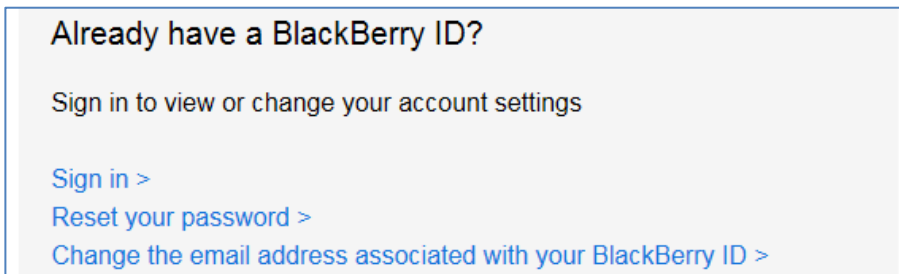 Already have a BlackBerry ID?
Sign in to view or change your account settings
Sign in >
Reset your password >
Change the email address associated with your BlackBerry ID >